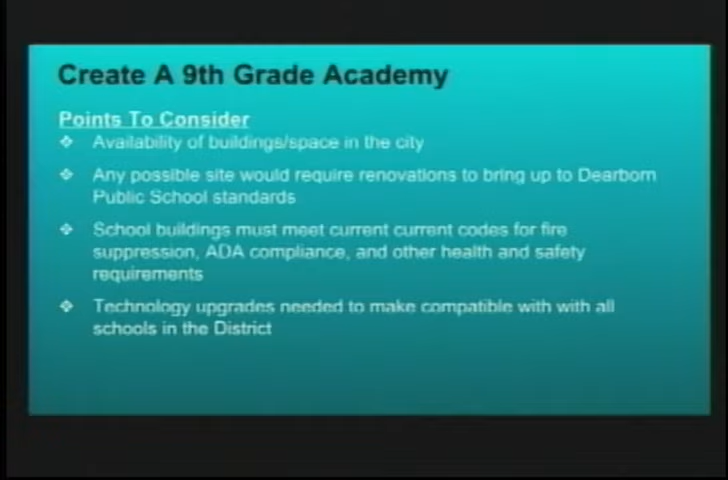 Create A 9th Grade Academy
Points To Consider
❖ Availability of buildings/space in the city
❖ Any possible site would require renovations to bring up to Dearborn
Public School standards
❖ School buildings must meet current current codes for fire
suppression, ADA compliance, and other health and safety
requirements
❖ Technology upgrades needed to make compatible with with all
schools in the District